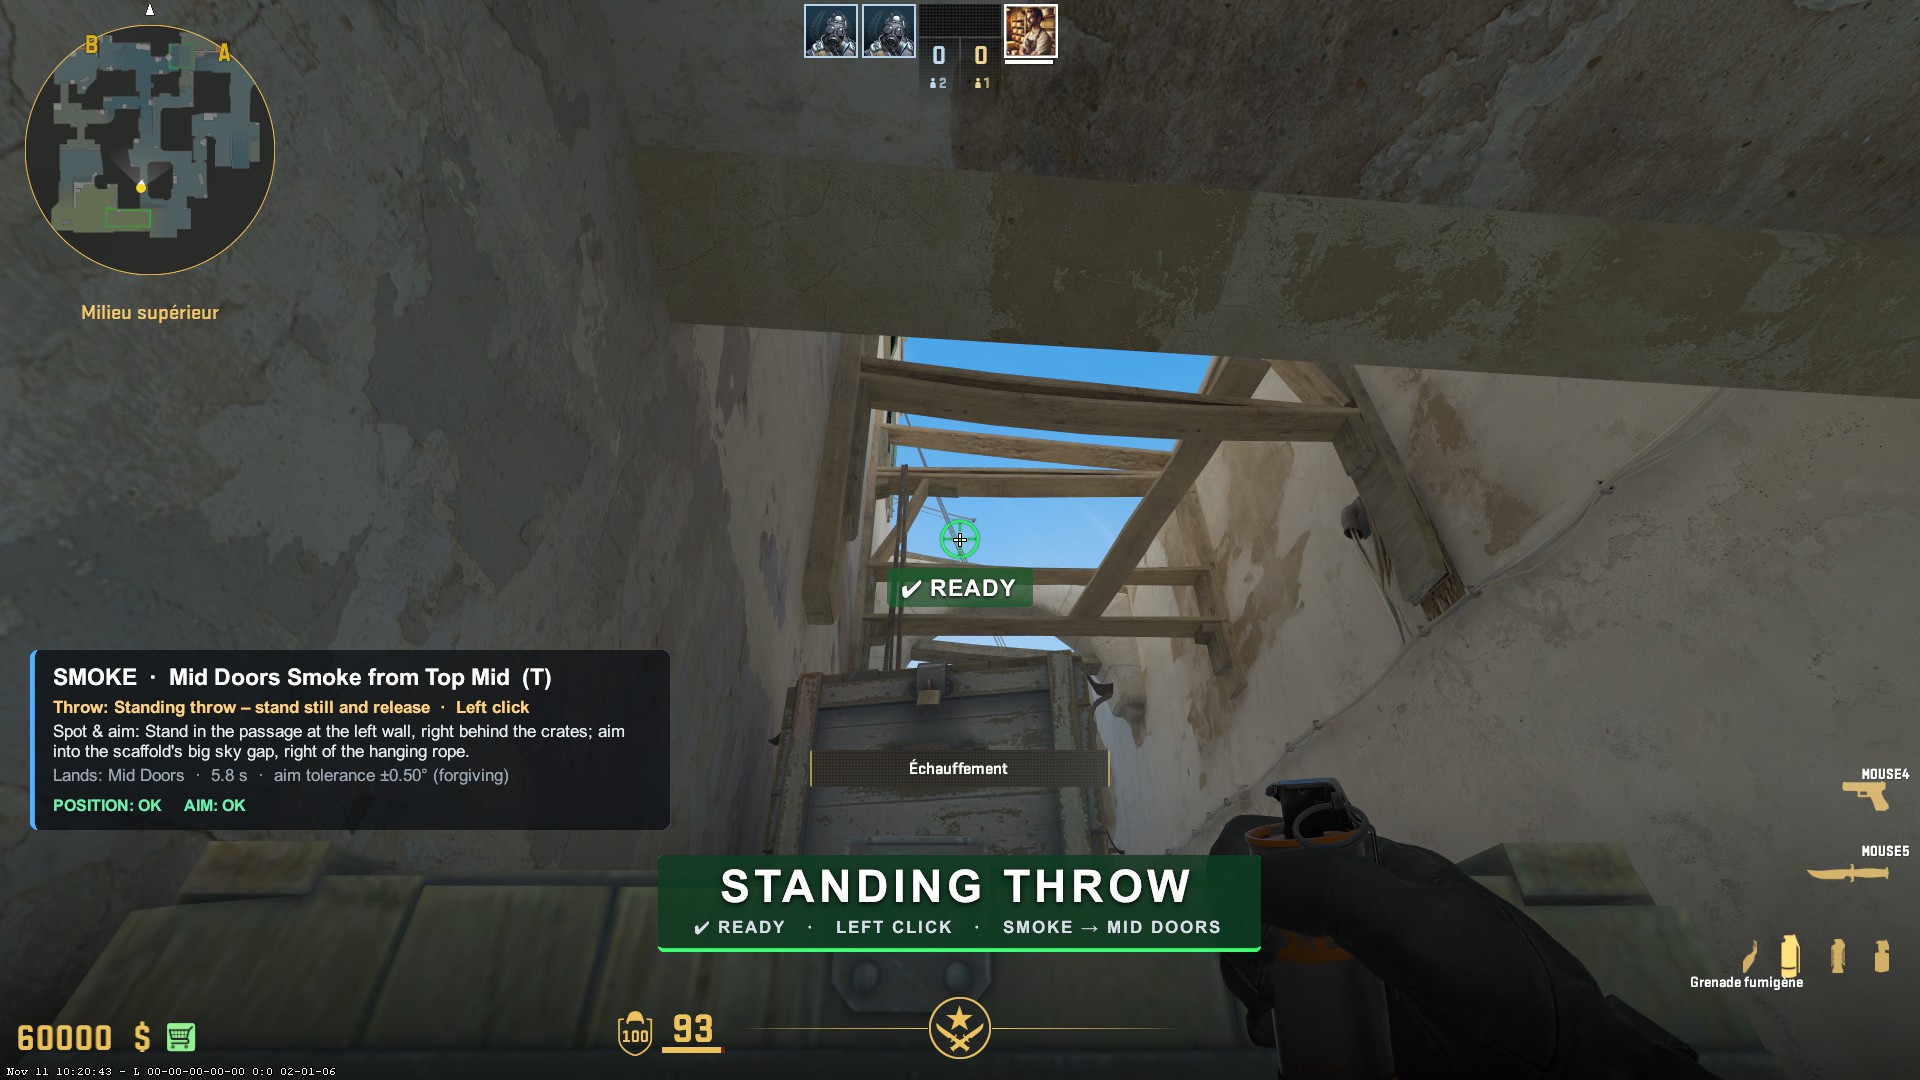 B
A
0 0
2 1
Milieu supérieur
✔ READY
SMOKE · Mid Doors Smoke from Top Mid (T)
Throw: Standing throw – stand still and release · Left click
Spot & aim: Stand in the passage at the left wall, right behind the crates; aim
into the scaffold's big sky gap, right of the hanging rope.
Lands: Mid Doors · 5.8 s · aim tolerance ±0.50° (forgiving)
POSITION: OK AIM: OK
Échauffement
MOUSE4
MOUSE5
STANDING THROW
✔ READY · LEFT CLICK · SMOKE → MID DOORS
Grenade fumigène
60000 $
100 93
Nov 11 10:20:43 - L 00-00-00-00-00 0:0 02-01-06